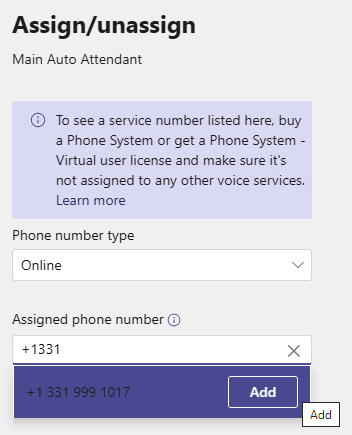 Assign/unassign
Main Auto Attendant
To see a service number listed here, buy
a Phone System or get a Phone System -
Virtual user license and make sure it's
not assigned to any other voice services.
Learn more
Phone number type
Online
Assigned phone number
+1331
+1 331 999 1017 Add
Add